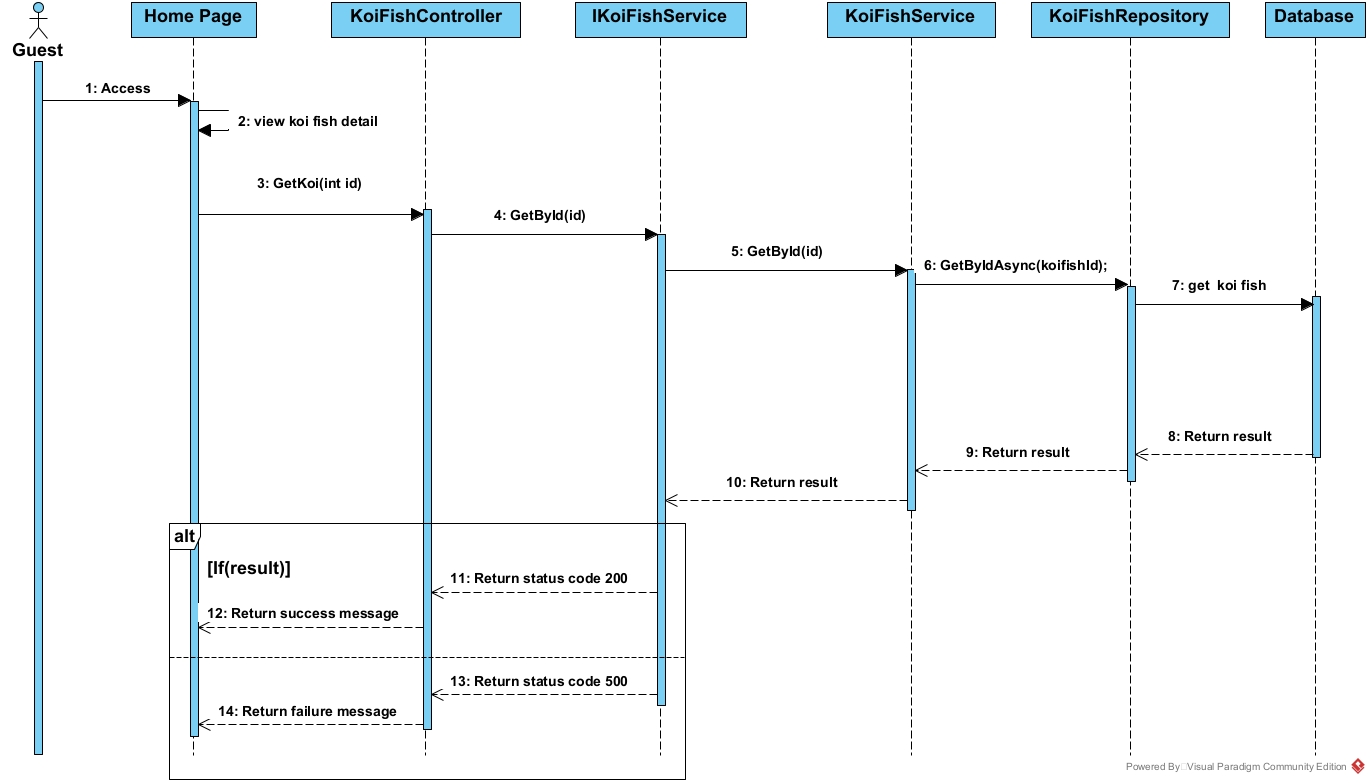 Home Page
KoiFishController
IKoiFishService
KoiFishService
KoiFishRepository
Database
Guest
1: Access
2: view koi fish detail
3: GetKoi(int id)
4: GetById(id)
5: GetById(id)
6: GetByIdAsync(koifishId);
7: get koi fish
8: Return result
9: Return result
10: Return result
alt
[If(result)]
11: Return status code 200
12: Return success message
13: Return status code 500
14: Return failure message
Powered By Visual Paradigm Community Edition